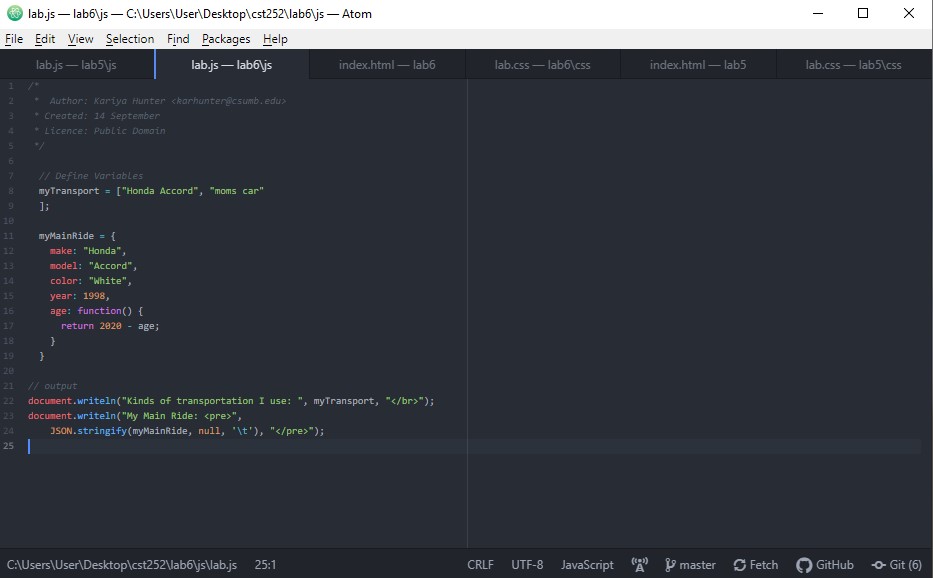 lab.js — lab6\js — C:\Users\User\Desktop\cst252\lab6\js — Atom
File Edit View Selection Find Packages Help
lab.js — lab5\js lab.js — lab6\js index.html — lab6 lab.css — lab6\css index.html — lab5 lab.css — lab5\css
1 /*
2 *  Author: Kariya Hunter <karhunter@csumb.edu>
3 * Created: 14 September
4 * Licence: Public Domain
5 */
6
7 // Define Variables
8 myTransport = ["Honda Accord", "moms car"
9 ];
10
11 myMainRide = {
12 make: "Honda",
13 model: "Accord",
14 color: "White",
15 year: 1998,
16 age: function() {
17 return 2020 - age;
18 }
19 }
20
21 // output
22 document.writeln("Kinds of transportation I use: ", myTransport, "</br>");
23 document.writeln("My Main Ride: <pre>",
24 JSON.stringify(myMainRide, null, '\t'), "</pre>");
25
C:\Users\User\Desktop\cst252\lab6\js\lab.js 25:1 CRLF UTF-8 JavaScript master Fetch GitHub Git (6)